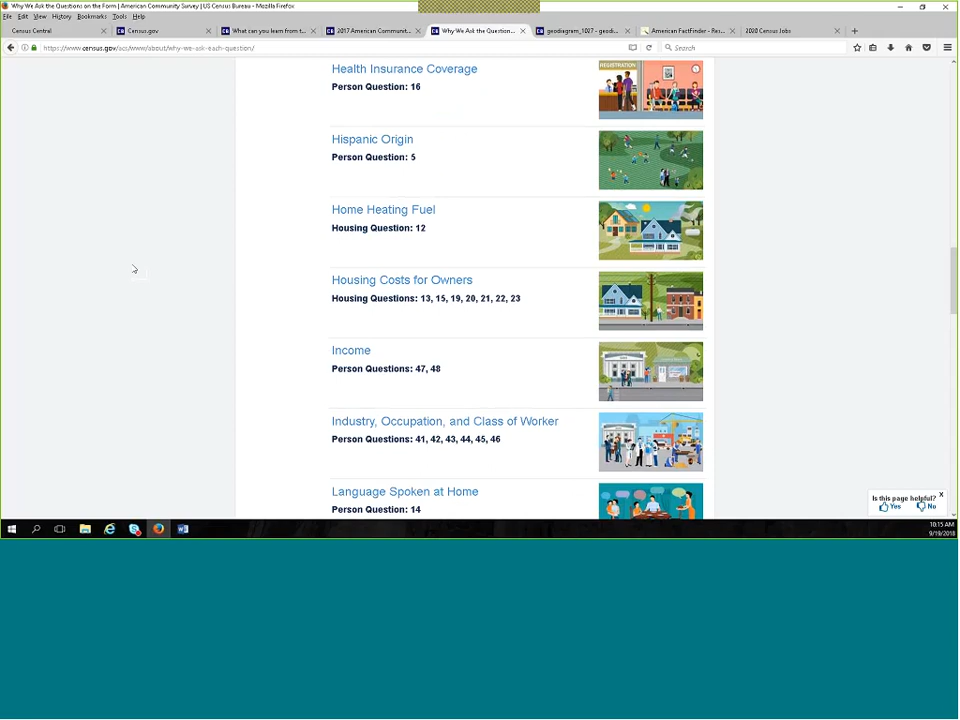 Why We Ask the Questions on the Form | American Community Survey | US Census Bureau - Mozilla Firefox
File Edit View History Bookmarks Tools Help
Census Central Census.gov What can you learn from t... 2017 American Communit... Why We Ask the Question... geodiagram_1027 - geodi... American FactFinder - Res... 2020 Census Jobs
https://www.census.gov/acs/www/about/why-we-ask-each-question/ Search
Health Insurance Coverage
Person Question: 16
REGISTRATION
Hispanic Origin
Person Question: 5
Home Heating Fuel
Housing Question: 12
Housing Costs for Owners
Housing Questions: 13, 15, 19, 20, 21, 22, 23
Income
Person Questions: 47, 48
Industry, Occupation, and Class of Worker
Person Questions: 41, 42, 43, 44, 45, 46
Language Spoken at Home
Person Question: 14
Is this page helpful? X
Yes No
10:15 AM
9/19/2018